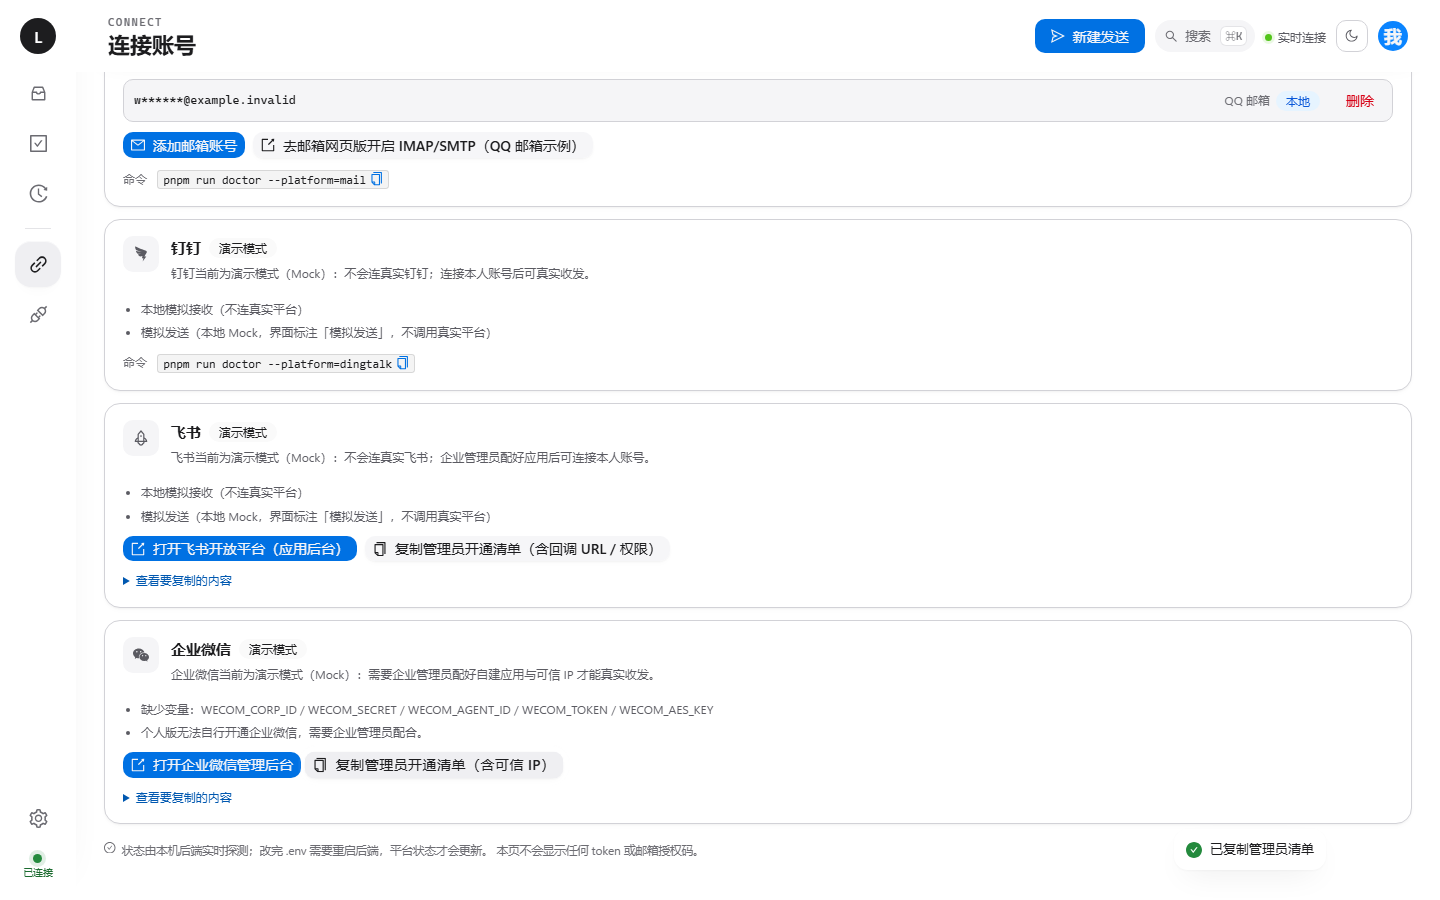 L
CONNECT
连接账号
新建发送
搜索 ⌘K
实时连接
我
w******@example.invalid
QQ 邮箱 本地 删除
添加邮箱账号 去邮箱网页版开启 IMAP/SMTP（QQ 邮箱示例）
命令 pnpm run doctor --platform=mail
钉钉 演示模式
钉钉当前为演示模式（Mock）：不会连真实钉钉；连接本人账号后可真实收发。
• 本地模拟接收（不连真实平台）
• 模拟发送（本地 Mock，界面标注「模拟发送」，不调用真实平台）
命令 pnpm run doctor --platform=dingtalk
飞书 演示模式
飞书当前为演示模式（Mock）：不会连真实飞书；企业管理员配好应用后可连接本人账号。
• 本地模拟接收（不连真实平台）
• 模拟发送（本地 Mock，界面标注「模拟发送」，不调用真实平台）
打开飞书开放平台（应用后台） 复制管理员开通清单（含回调 URL / 权限）
查看要复制的内容
企业微信 演示模式
企业微信当前为演示模式（Mock）：需要企业管理员配好自建应用与可信 IP 才能真实收发。
• 缺少变量：WECOM_CORP_ID / WECOM_SECRET / WECOM_AGENT_ID / WECOM_TOKEN / WECOM_AES_KEY
• 个人版无法自行开通企业微信，需要企业管理员配合。
打开企业微信管理后台 复制管理员开通清单（含可信 IP）
查看要复制的内容
状态由本机后端实时探测；改完 .env 需要重启后端，平台状态才会更新。 本页不会显示任何 token 或邮箱授权码。
已复制管理员清单
已连接